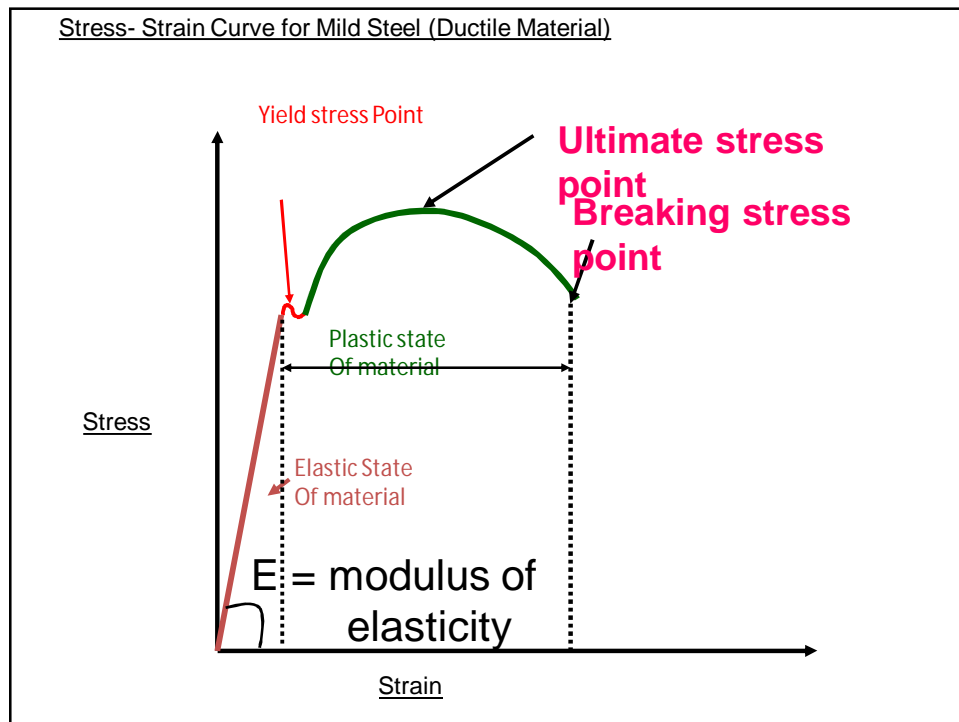 Stress- Strain Curve for Mild Steel (Ductile Material)
Yield stress Point
Ultimate stress
point
Breaking stress
point
Plastic state
Of material
Stress
Elastic State
Of material
E = modulus of
elasticity
Strain